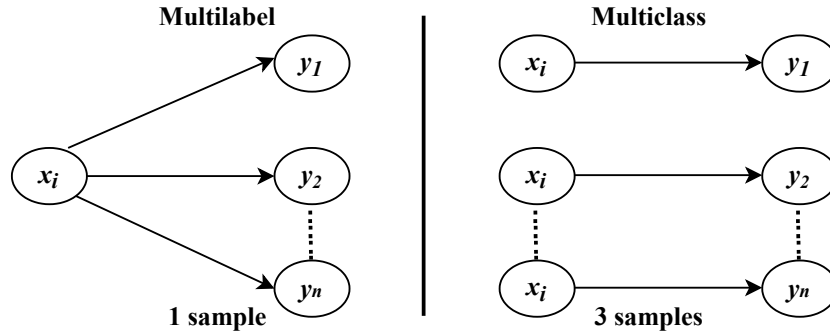 Multilabel
y1
xi
y2
yn
1 sample
Multiclass
xi
y1
xi
y2
xi
yn
3 samples